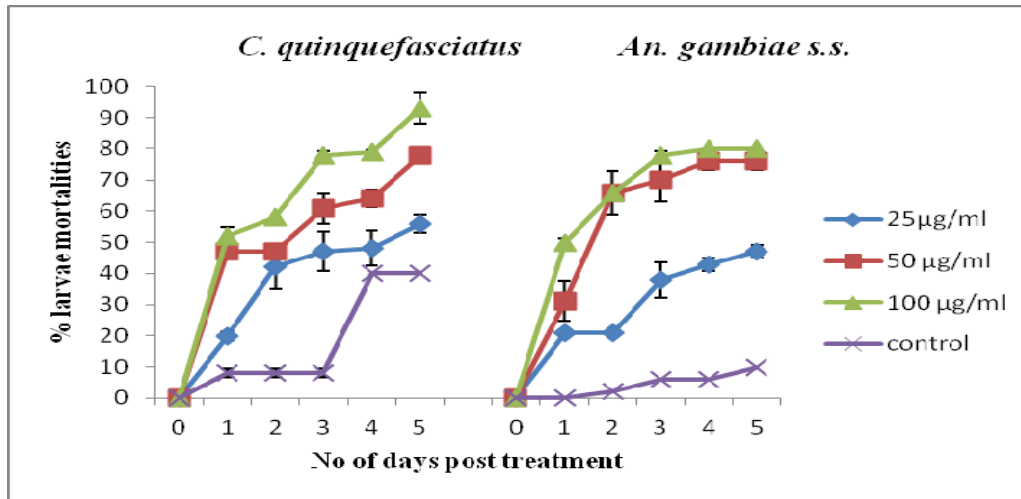 C. quinquefasciatus An. gambiae s.s.
% larvae mortalities
100
90
80
70
60
50
40
30
20
10
0
0 1 2 3 4 5 0 1 2 3 4 5
No of days post treatment
25µg/ml
50 µg/ml
100 µg/ml
control